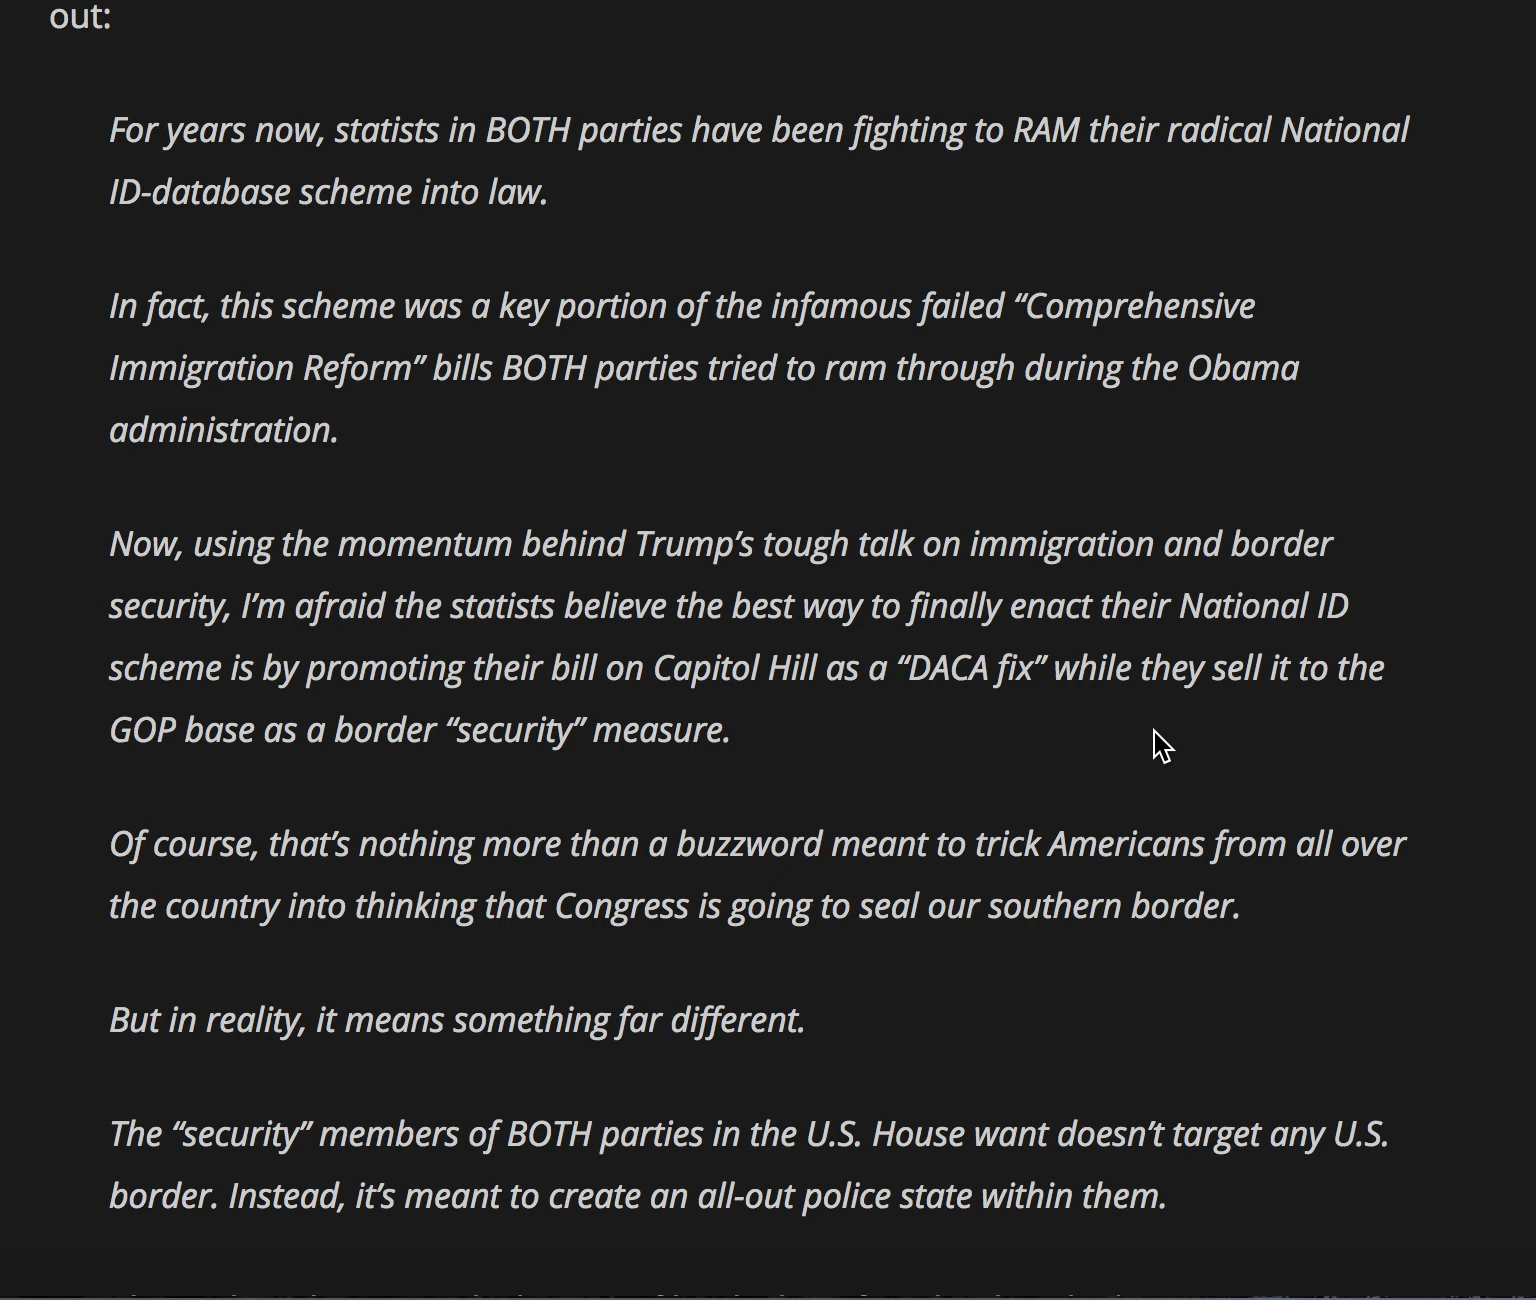 out:
For years now, statists in BOTH parties have been fighting to RAM their radical National
ID-database scheme into law.
In fact, this scheme was a key portion of the infamous failed “Comprehensive
Immigration Reform” bills BOTH parties tried to ram through during the Obama
administration.
Now, using the momentum behind Trump’s tough talk on immigration and border
security, I’m afraid the statists believe the best way to finally enact their National ID
scheme is by promoting their bill on Capitol Hill as a “DACA fix” while they sell it to the
GOP base as a border “security” measure.
Of course, that’s nothing more than a buzzword meant to trick Americans from all over
the country into thinking that Congress is going to seal our southern border.
But in reality, it means something far different.
The “security” members of BOTH parties in the U.S. House want doesn’t target any U.S.
border. Instead, it’s meant to create an all-out police state within them.